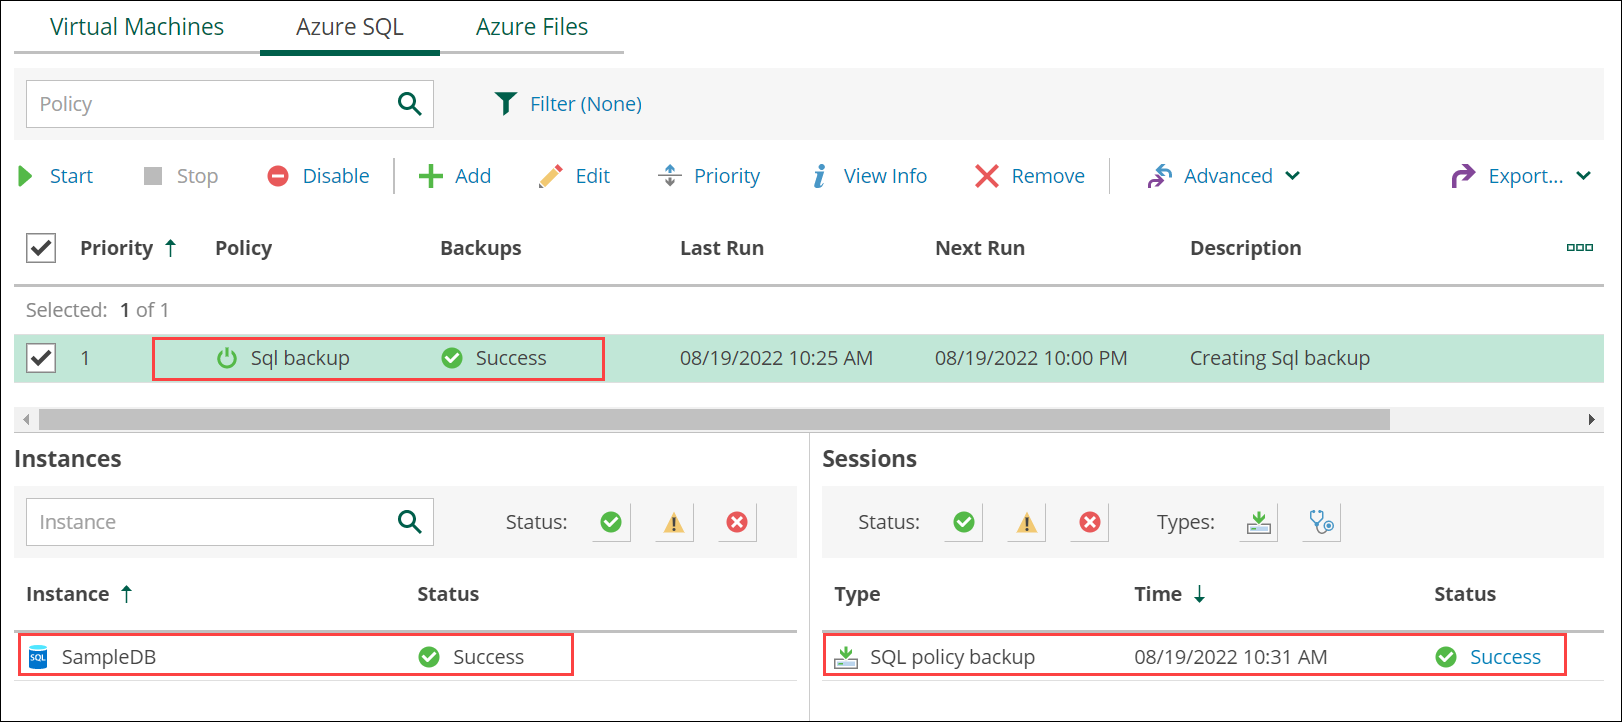 Virtual Machines Azure SQL Azure Files
Policy Filter (None)
Start Stop Disable Add Edit Priority View Info Remove Advanced Export...
Priority Policy Backups Last Run Next Run Description
Selected: 1 of 1
1 Sql backup Success 08/19/2022 10:25 AM 08/19/2022 10:00 PM Creating Sql backup
Instances
Instance Status:
Instance Status
SQL SampleDB Success
Sessions
Status: Types:
Type Time Status
SQL policy backup 08/19/2022 10:31 AM Success